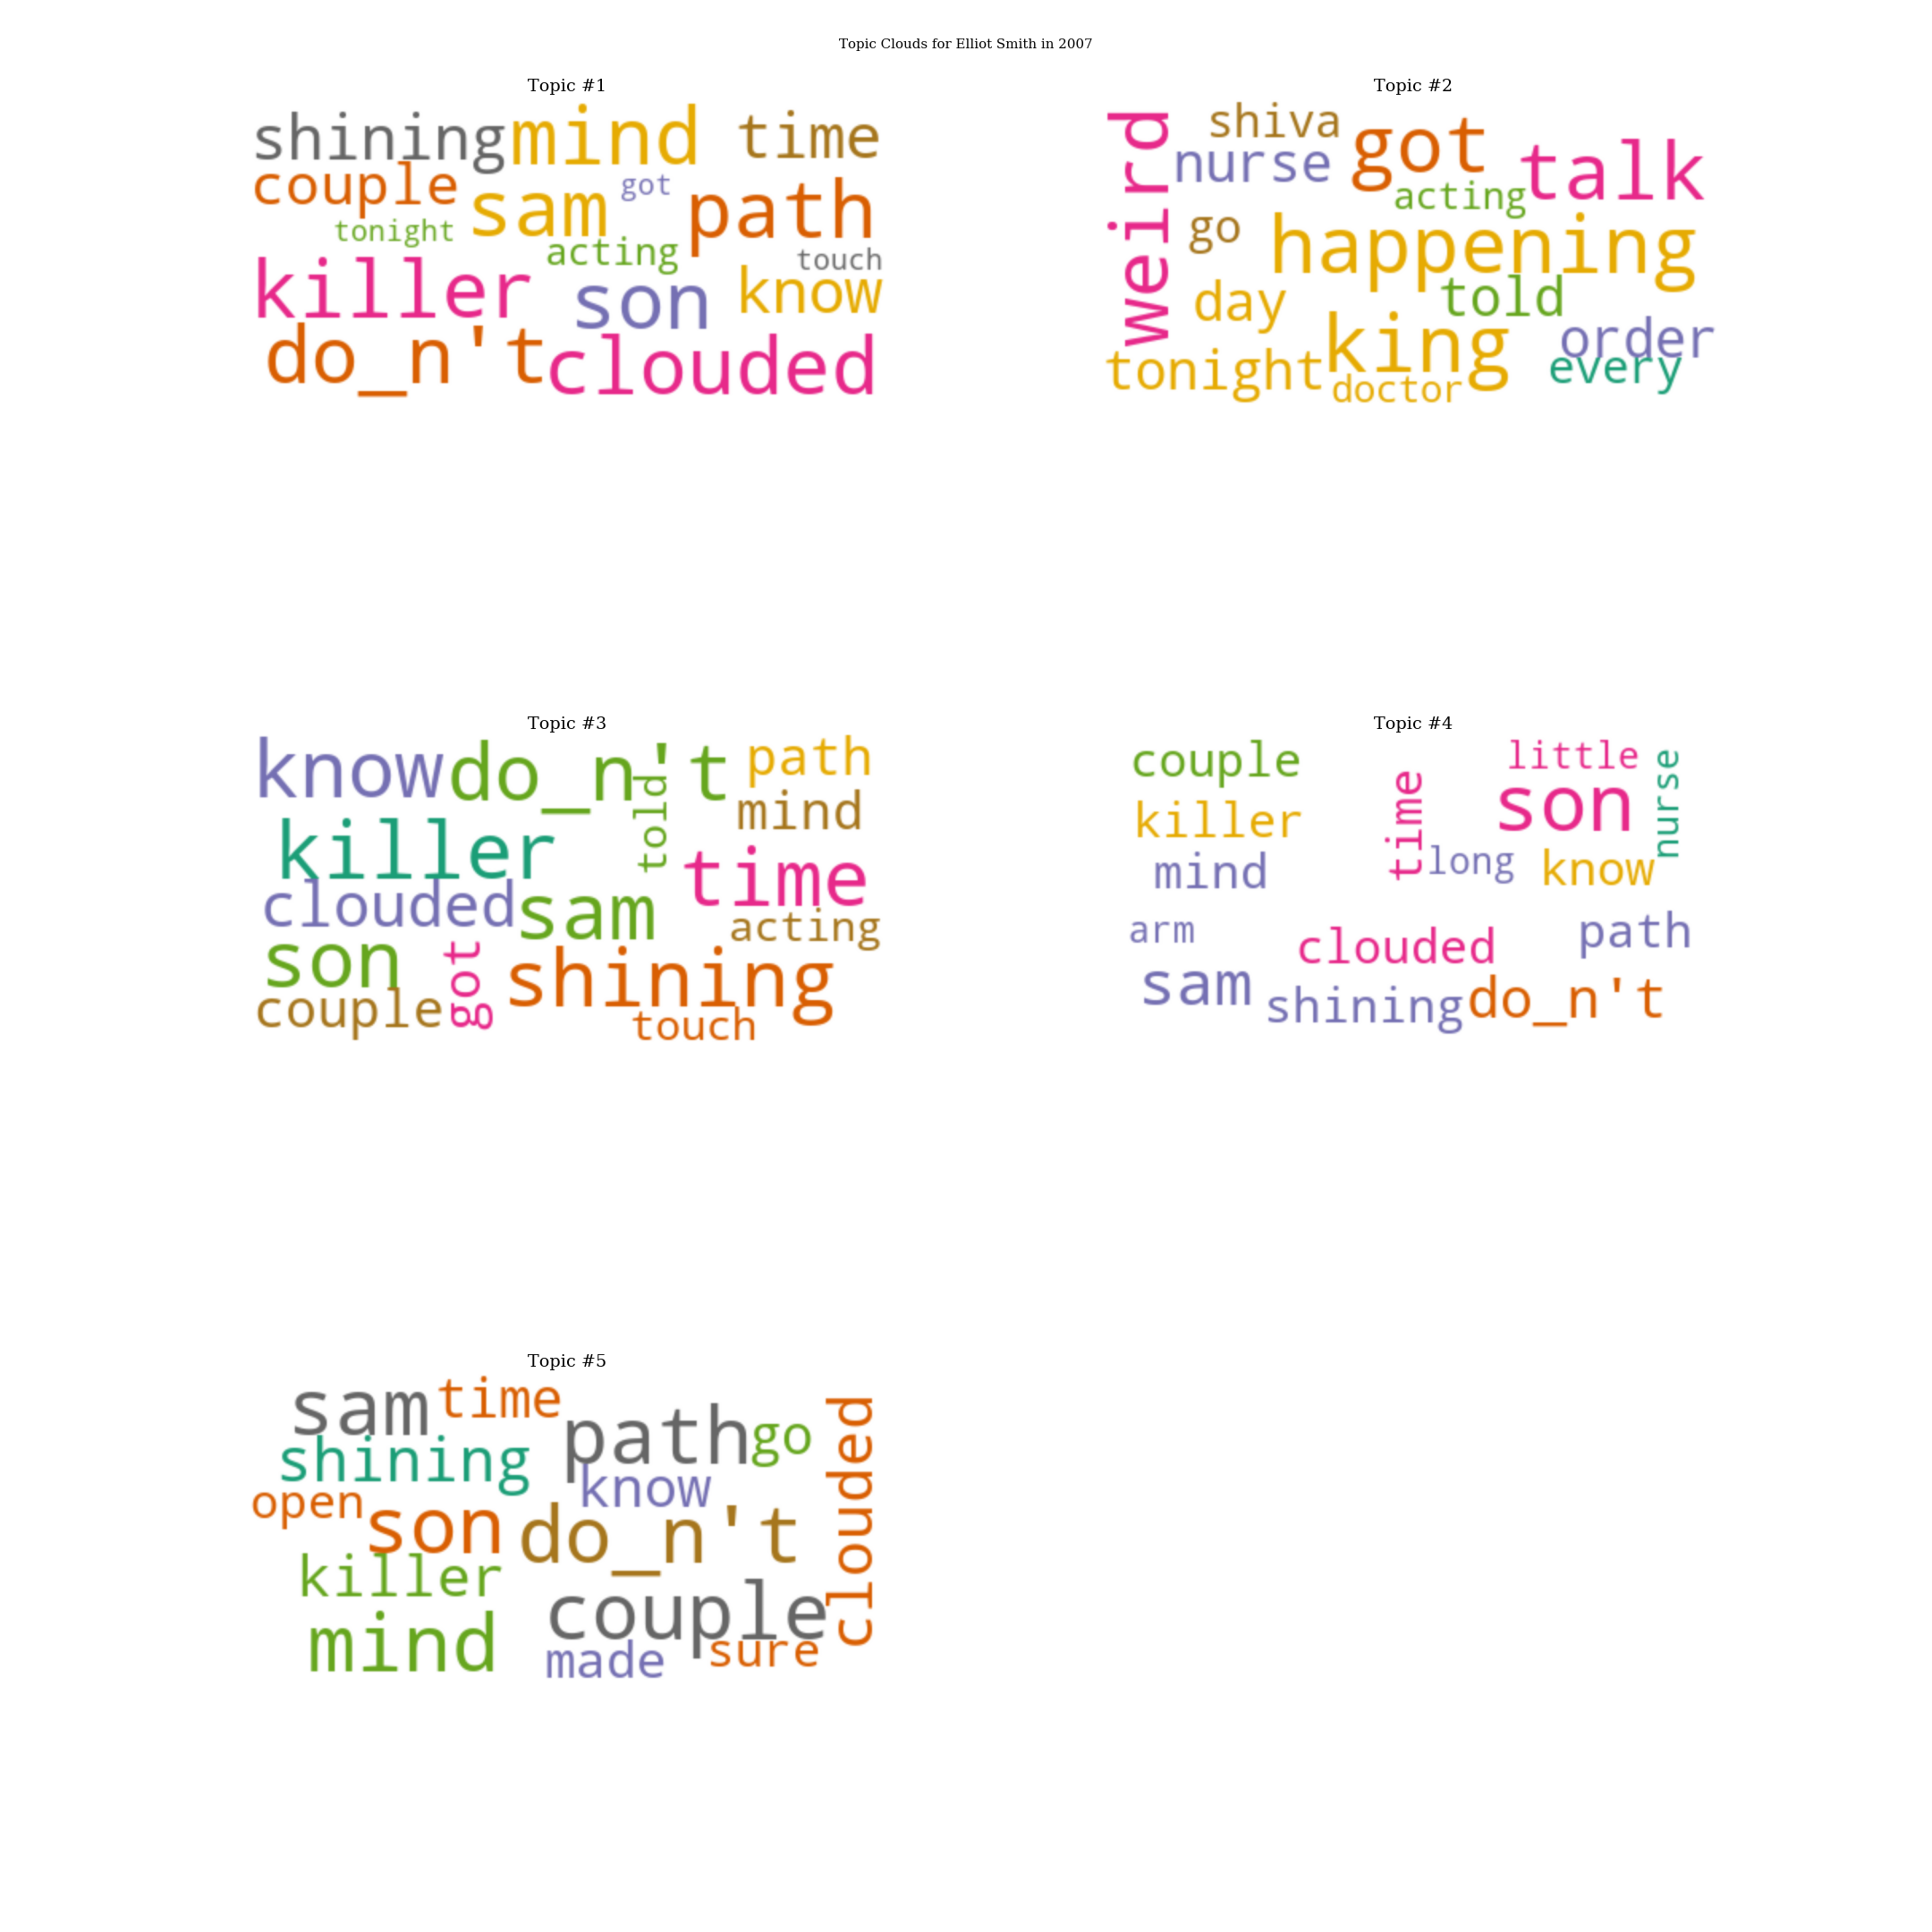 Topic Clouds for Elliot Smith in 2007
Topic #1
shining mind time
couple sam got path
tonight acting touch
killer son know
do_n't clouded
Topic #2
weird shiva got talk
nurse acting
go happening
day told
king order
tonight doctor every
Topic #3
know do_n't path
told mind
killer time
clouded sam acting
son got shining
couple touch
Topic #4
couple time little nurse
killer son
mind long know
arm clouded path
sam shining do_n't
Topic #5
sam time path go clouded
shining know
open son do_n't
killer couple
mind made sure